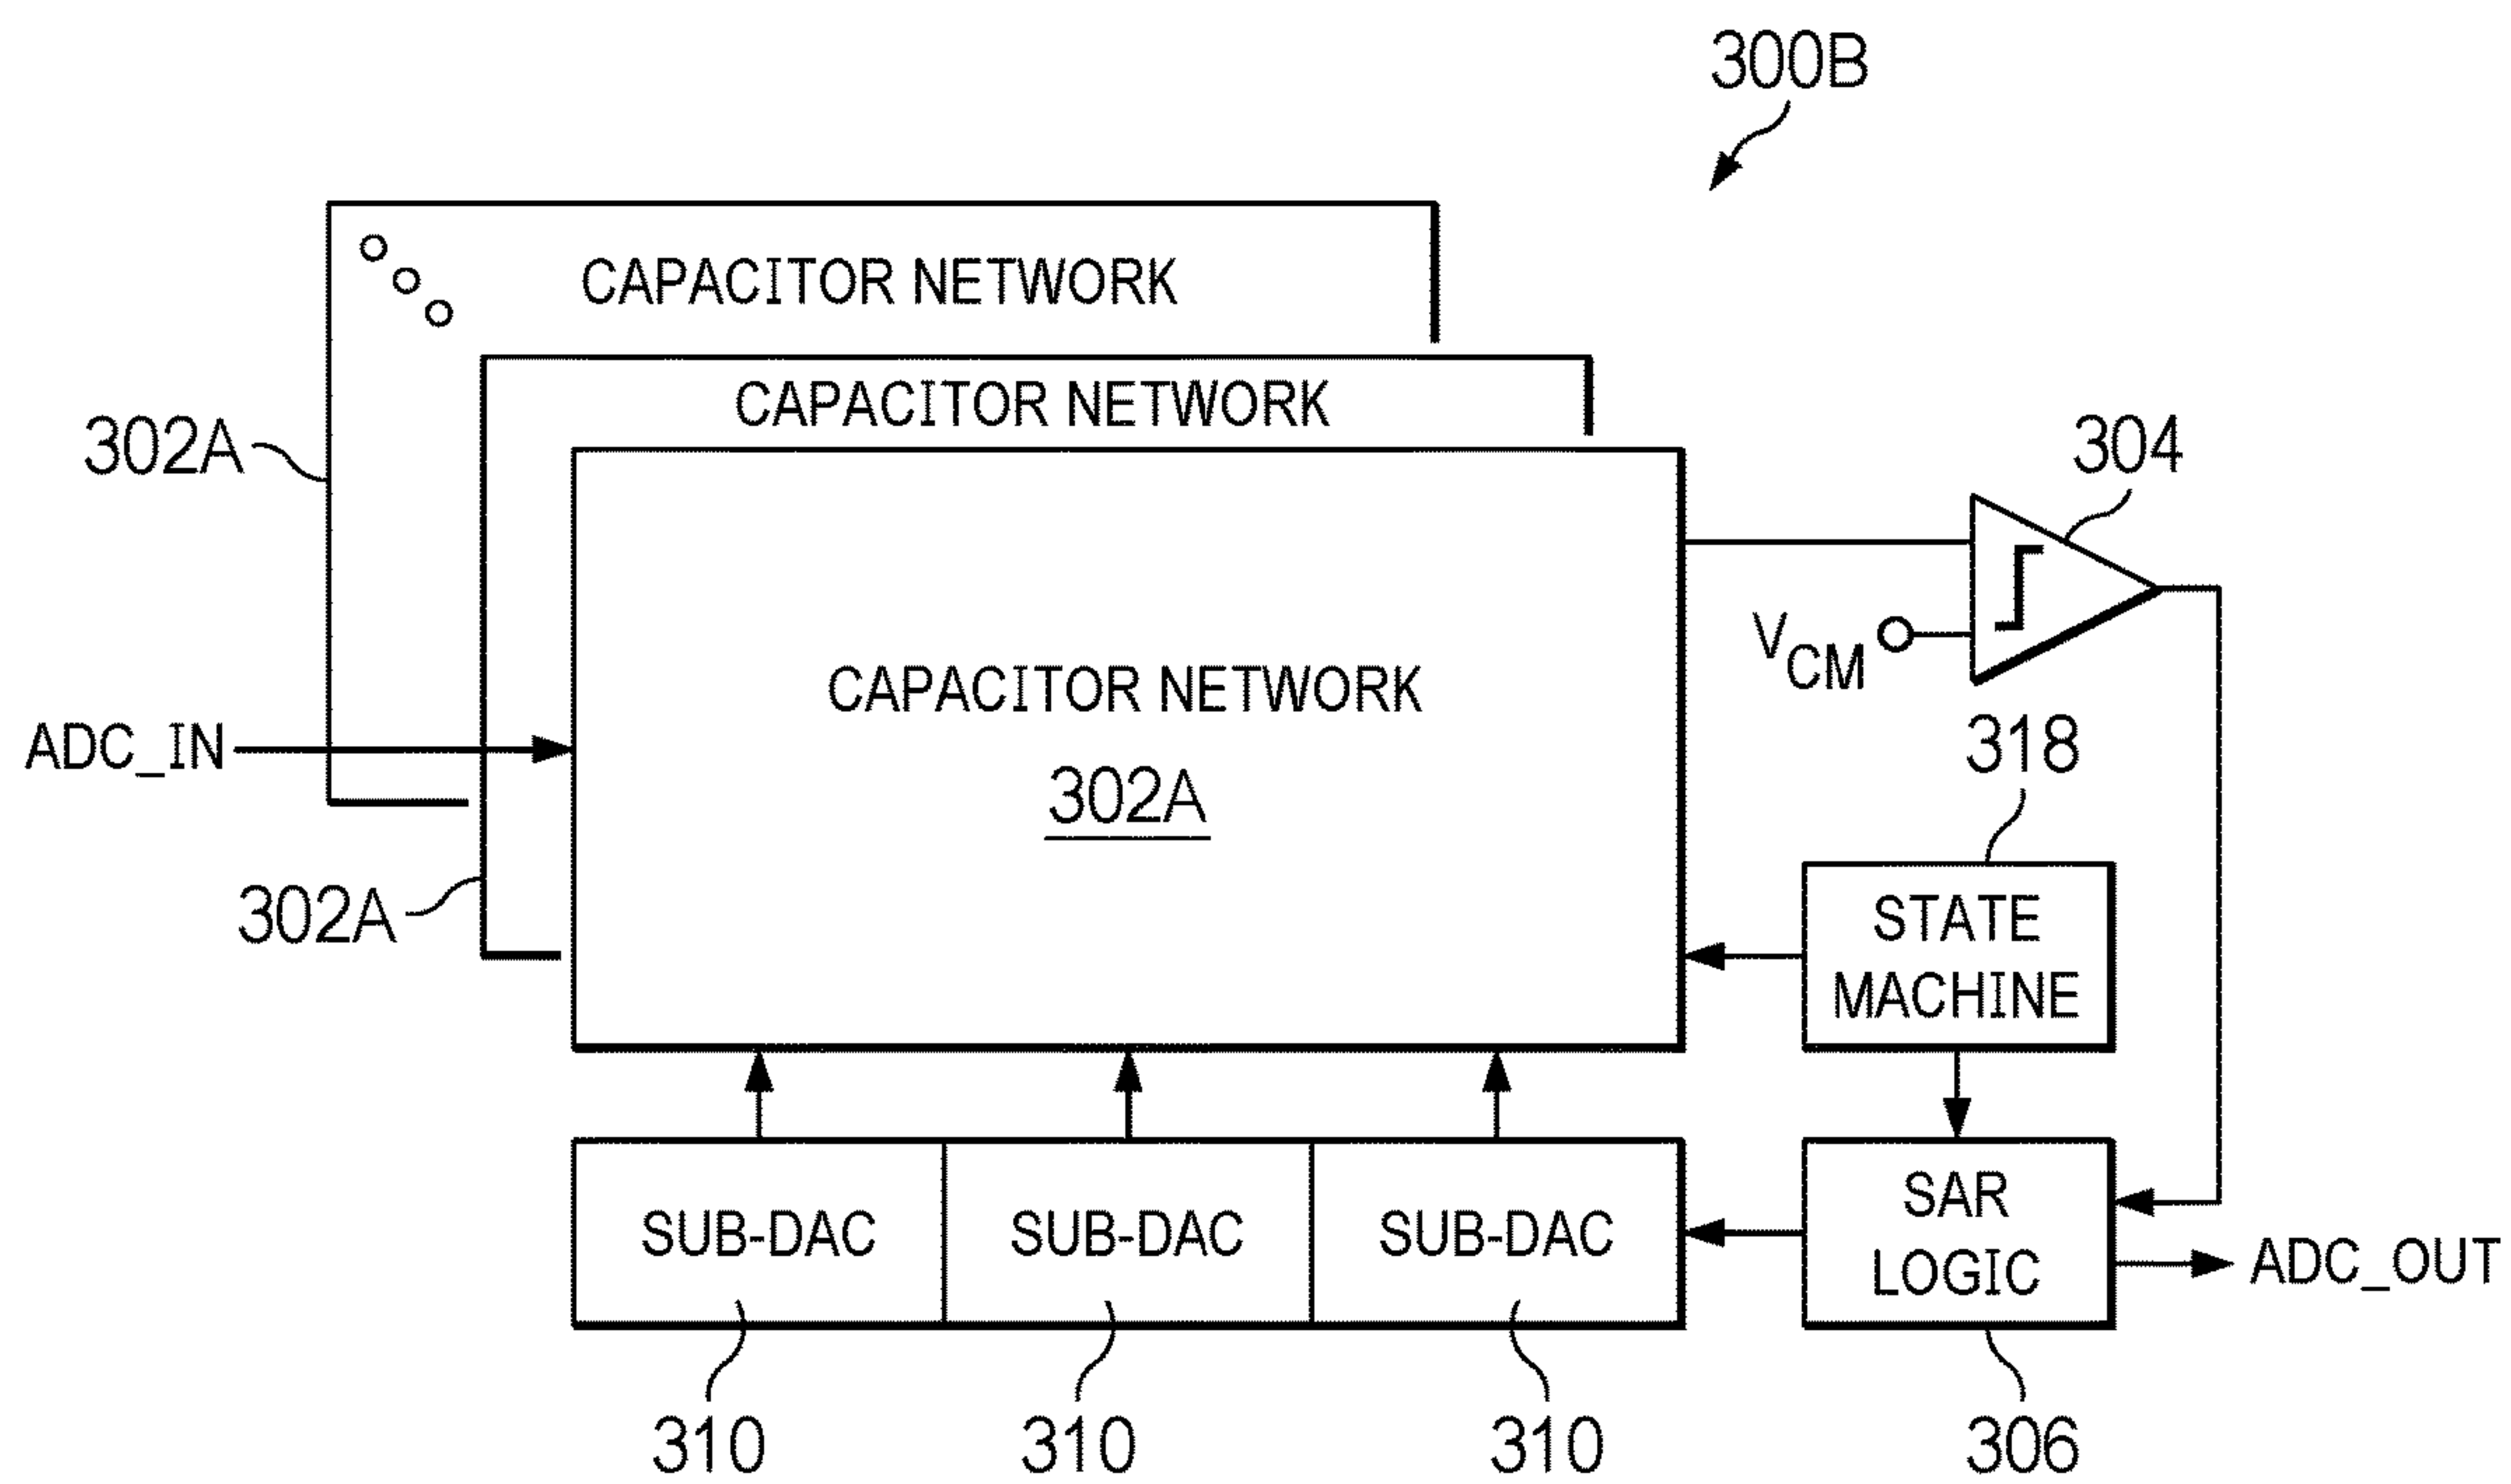 300B
CAPACITOR NETWORK
CAPACITOR NETWORK
302A
304
CAPACITOR NETWORK
302A
V_CM
318
ADC_IN
302A
STATE
MACHINE
SUB-DAC
SUB-DAC
SUB-DAC
SAR
LOGIC
ADC_OUT
310
310
310
306